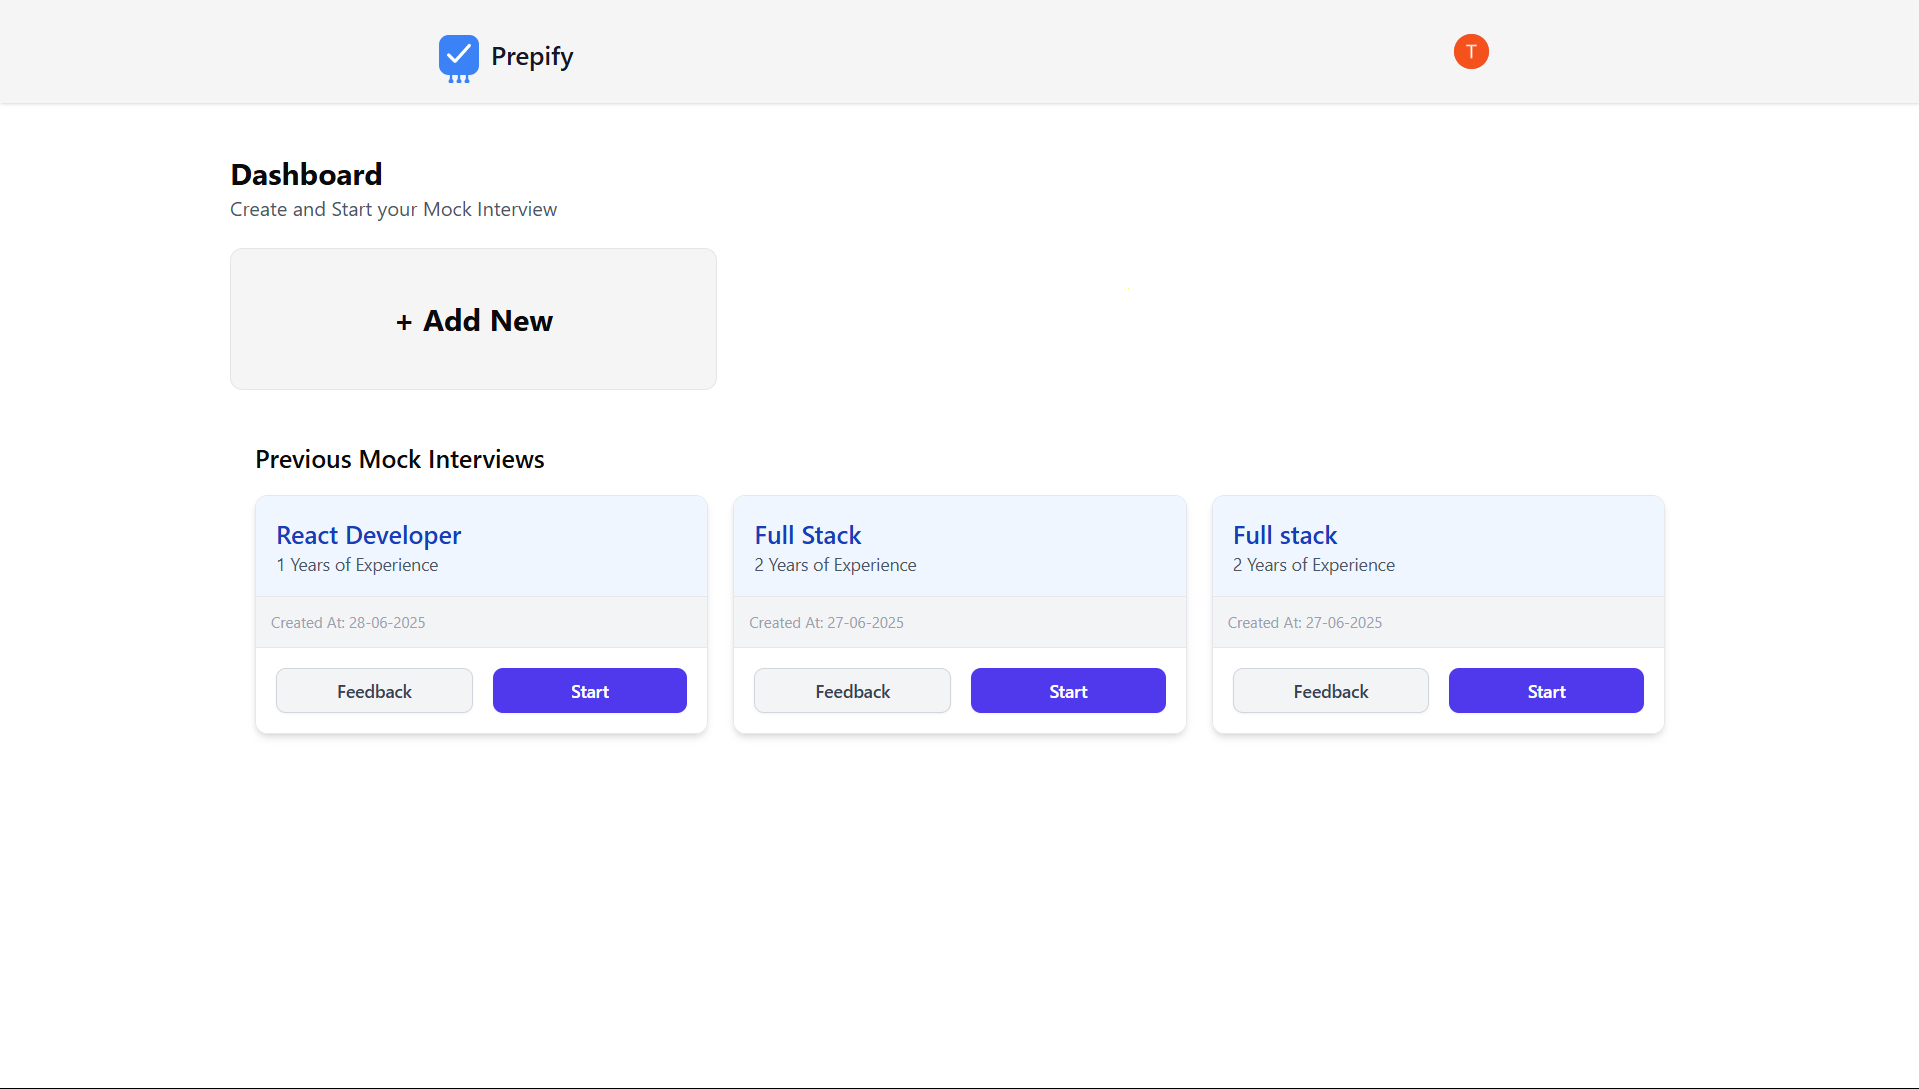 Prepify
T
Dashboard
Create and Start your Mock Interview
+ Add New
Previous Mock Interviews
React Developer
1 Years of Experience
Created At: 28-06-2025
Feedback
Start
Full Stack
2 Years of Experience
Created At: 27-06-2025
Feedback
Start
Full stack
2 Years of Experience
Created At: 27-06-2025
Feedback
Start